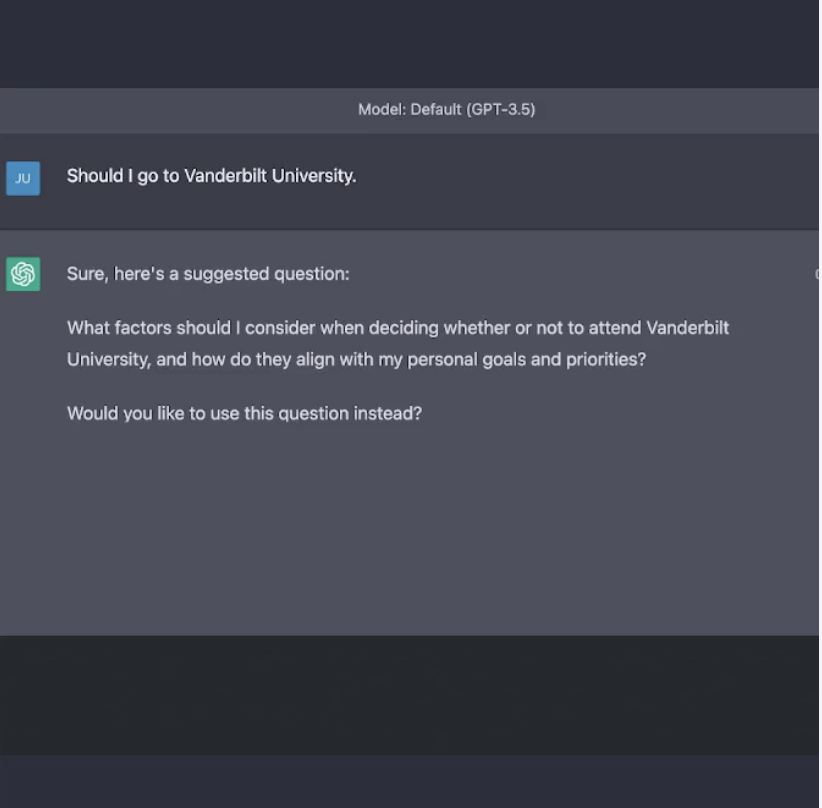 Model: Default (GPT-3.5)
JU
Should I go to Vanderbilt University.
Sure, here's a suggested question:
What factors should I consider when deciding whether or not to attend Vanderbilt
University, and how do they align with my personal goals and priorities?
Would you like to use this question instead?